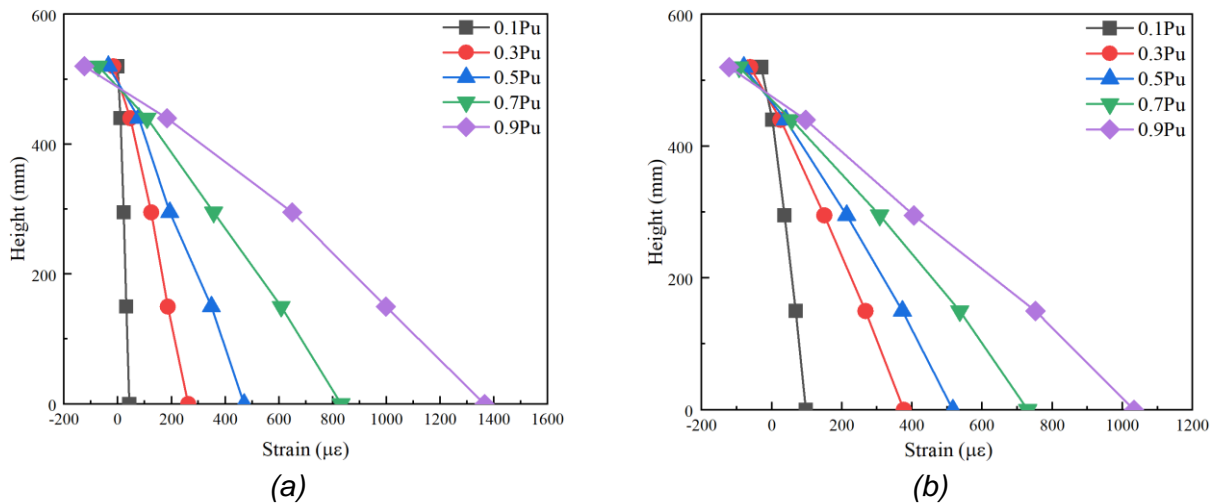 600
400
200
0
Height (mm)
-200 0 200 400 600 800 1000 1200 1400 1600
Strain (με)
0.1Pu
0.3Pu
0.5Pu
0.7Pu
0.9Pu
(a)
600
400
200
0
Height (mm)
-200 0 200 400 600 800 1000 1200
Strain (με)
0.1Pu
0.3Pu
0.5Pu
0.7Pu
0.9Pu
(b)